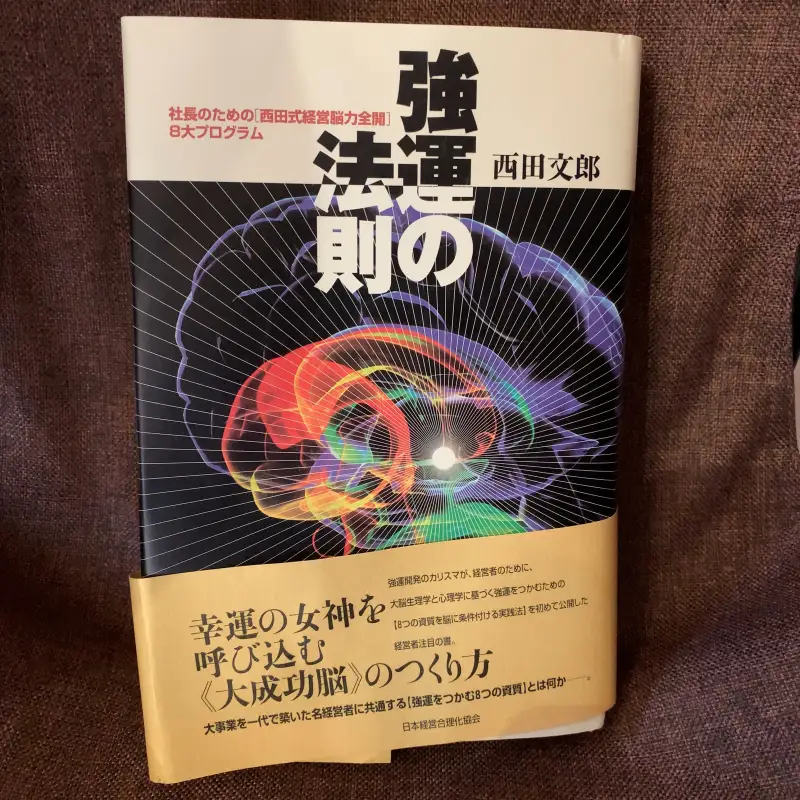 社長のための[西田式経営脳力全開]
8大プログラム
強運の
法則
西田文郎
強運開発のカリスマが、経営者のために、
大脳生理学と心理学に基づく強運をつかむための
【8つの資質を脳に条件付ける実践法】を初めて公開した
経営者注目の書。
幸運の女神を
呼び込む
《大成功脳》のつくり方
大事業を一代で築いた名経営者に共通する【強運をつかむ8つの資質】とは何か――。
日本経営合理化協会